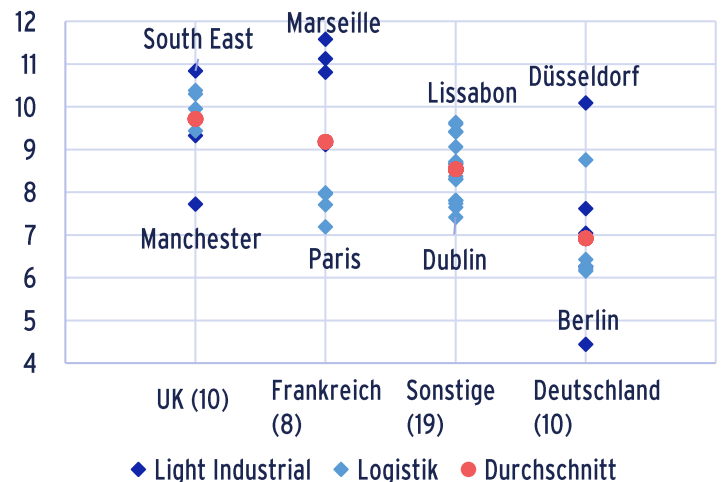 12
11
10
9
8
7
6
5
4
South East
Marseille
Lissabon
Düsseldorf
Manchester
Paris
Dublin
Berlin
UK (10)
Frankreich
(8)
Sonstige
(19)
Deutschland
(10)
Light Industrial
Logistik
Durchschnitt